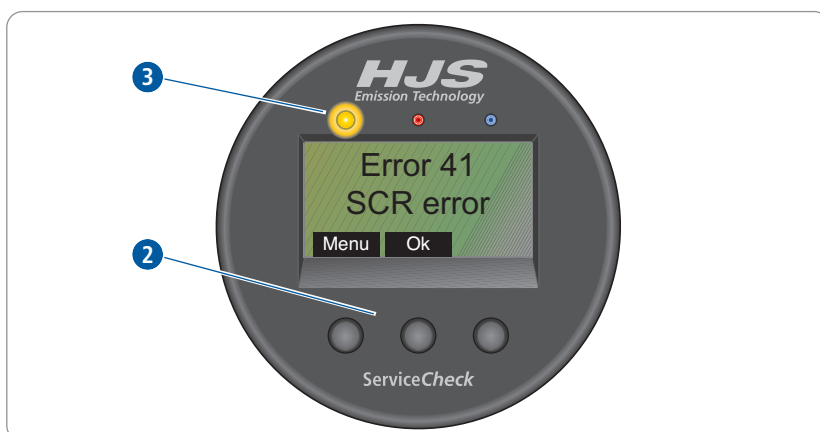 3
HJS
Emission Technology
Error 41
SCR error
Menu Ok
2
ServiceCheck